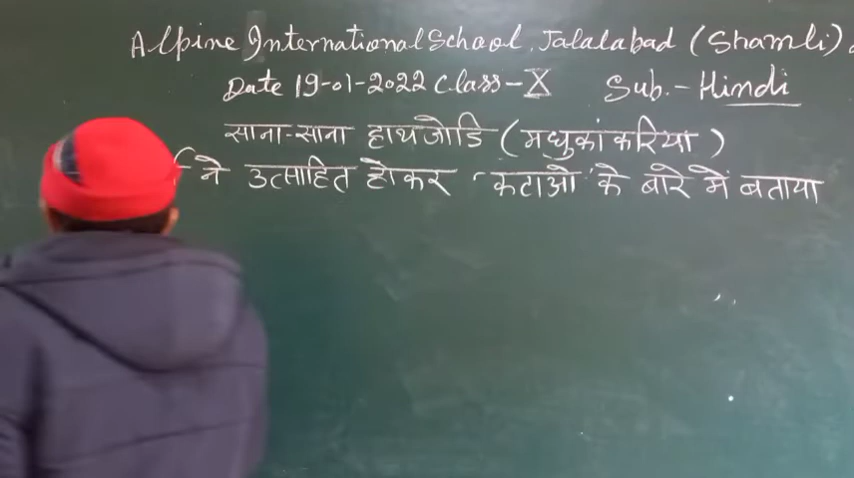 Alpine International School, Jalalabad (Shamli)
Date 19-01-2022 Class-X Sub.- Hindi
साना-साना हाथ जोडि (मधुकांकरिया)
ने उत्साहित होकर 'कटाओ' के बारे में बताया